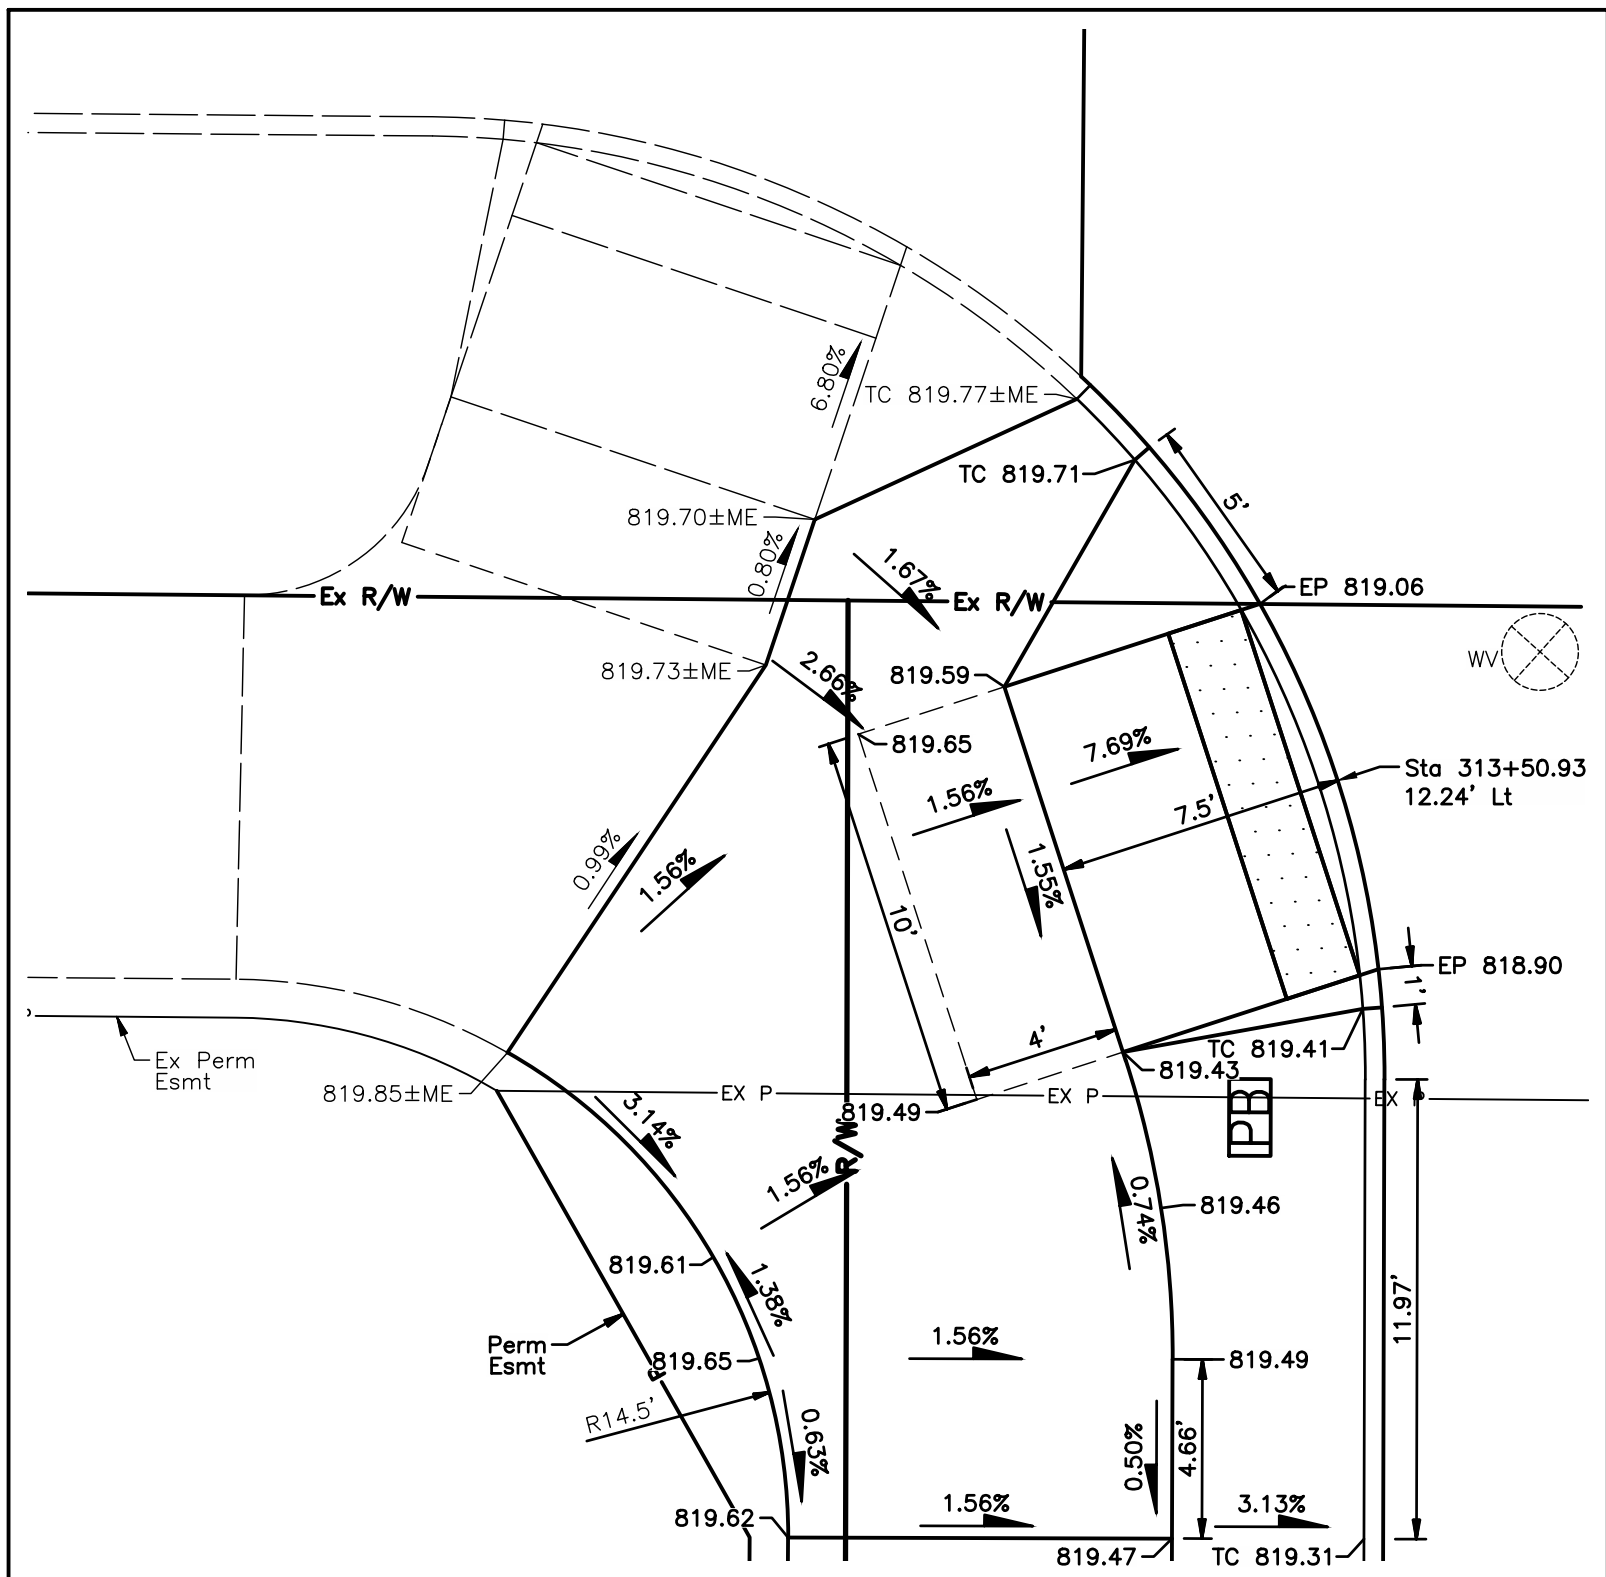 6.80%
TC 819.77±ME
TC 819.71
5'
819.70±ME
0.80%
1.67%
EP 819.06
Ex R/W
Ex R/W
WV
819.73±ME
2.66%
819.59
819.65
7.69%
Sta 313+50.93
12.24' Lt
1.56%
7.5'
0.99%
1.56%
1.55%
10'
EP 818.90
1'
4'
TC 819.41
Ex Perm
Esmt
819.43
819.85±ME
EX P
EX P
EX P
819.49
PB
3.14%
R/W
1.56%
0.74%
819.46
819.61
1.38%
11.97'
Perm
Esmt
1.56%
819.65
819.49
P
R14.5'
0.63%
0.50%
4.66'
819.62
1.56%
3.13%
819.47
TC 819.31